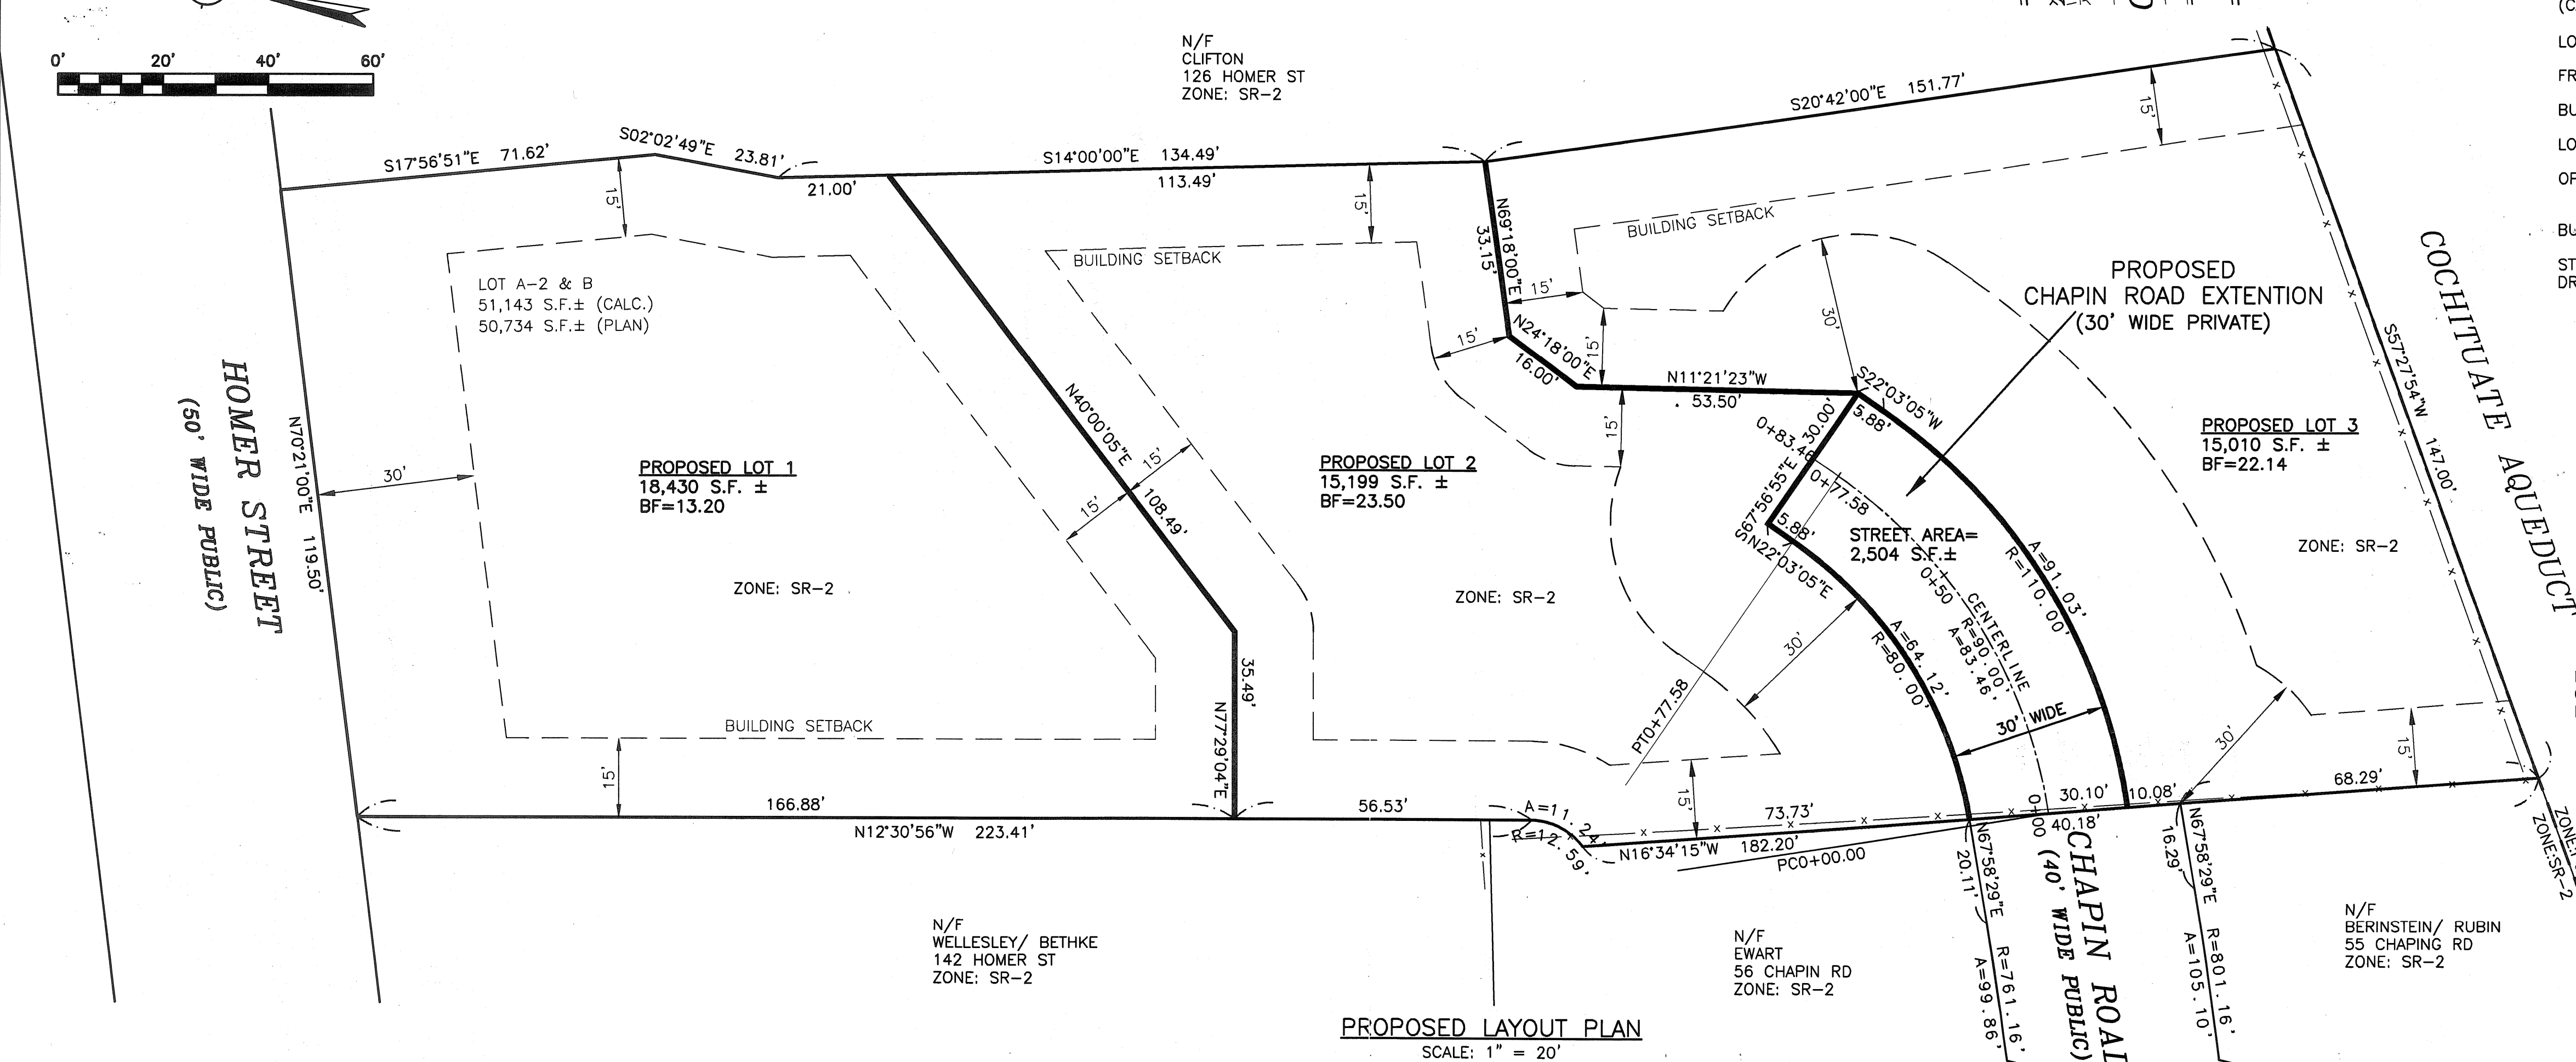 0' 20' 40' 60'
N/F
CLIFTON
126 HOMER ST
ZONE: SR-2
S17°56'51"E 71.62'
S02°02'49"E 23.81'
S14°00'00"E 134.49'
21.00'
113.49'
S20°42'00"E 151.77'
15'
15'
15'
BUILDING SETBACK
BUILDING SETBACK
LOT A-2 & B
51,143 S.F.± (CALC.)
50,734 S.F.± (PLAN)
N69°18'00"E
33.15'
15'
15'
15'
N24°18'00"E
16.00'
N11°21'23"W
53.50'
15'
30'
PROPOSED
CHAPIN ROAD EXTENTION
(30' WIDE PRIVATE)
S22°03'05"W
5.88'
30.00'
S67°56'55"E
0+83.46
0+77.58
5.88'
N22°03'05"E
STREET AREA=
2,504 S.F.±
0+50
CENTERLINE
R=90.00'
A=83.46'
A=91.03'
R=110.00'
A=64.12'
R=80.00'
30' WIDE
30'
PT0+77.58
COCHITUATE AQUEDUCT
S57°27'54"W 147.00'
PROPOSED LOT 3
15,010 S.F. ±
BF=22.14
ZONE: SR-2
HOMER STREET
(50' WIDE PUBLIC)
N70°21'00"E 119.50'
30'
PROPOSED LOT 1
18,430 S.F. ±
BF=13.20
ZONE: SR-2
N40°00'05"E
108.49'
15'
15'
PROPOSED LOT 2
15,199 S.F. ±
BF=23.50
ZONE: SR-2
35.49'
N77°29'04"E
BUILDING SETBACK
15'
166.88'
N12°30'56"W 223.41'
56.53'
A=11.24'
R=12.59'
15'
73.73'
N16°34'15"W 182.20'
PC0+00.00
0+00
30.10'
10.08'
40.18'
30'
15'
68.29'
N67°58'29"E R=761.16'
20.11' A=99.86'
CHAPIN ROAD
(40' WIDE PUBLIC)
N67°58'29"E R=801.16'
16.29' A=105.10'
ZONE:SR-2
N/F
WELLESLEY/ BETHKE
142 HOMER ST
ZONE: SR-2
N/F
EWART
56 CHAPIN RD
ZONE: SR-2
N/F
BERINSTEIN/ RUBIN
55 CHAPING RD
ZONE: SR-2
PROPOSED LAYOUT PLAN
SCALE: 1" = 20'